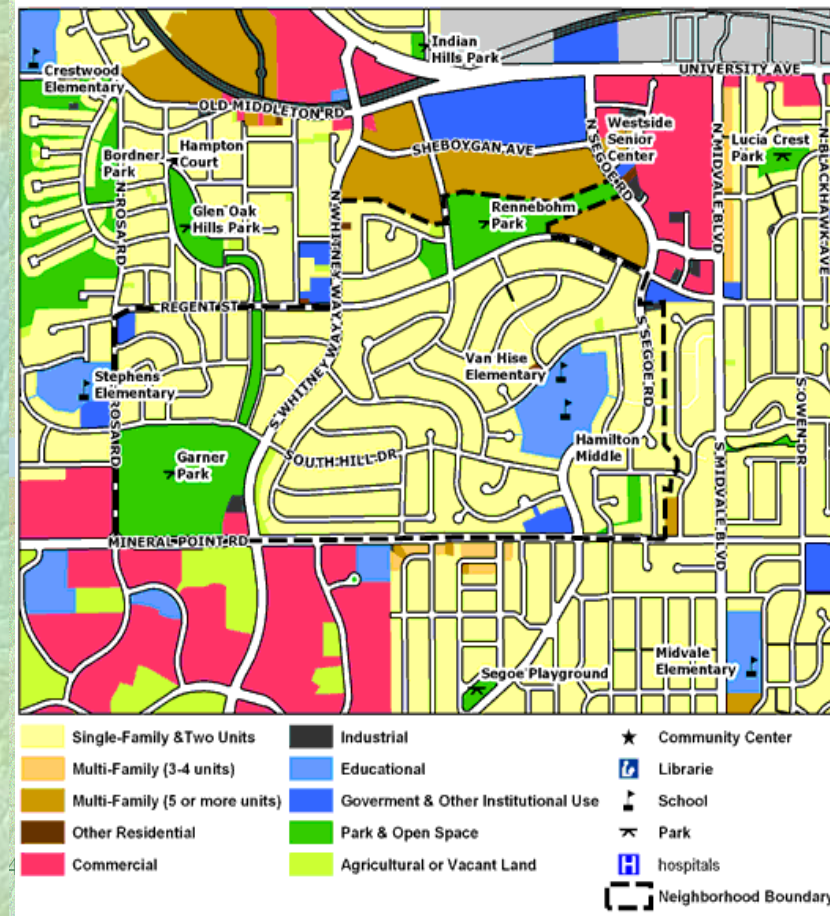 Indian
Hills Park
Crestwood
Elementary
UNIVERSITY AVE
OLD MIDDLETON RD
Westside
Senior
Center
N SEGOE RD
N MIDVALE BLVD
Lucia Crest
Park
N BLACKHAWK AVE
Hampton
Court
SHEBOYGAN AVE
Bordner
Park
N ROSA RD
Glen Oak
Hills Park
Rennebohm
Park
N WHITNEY WAY
REGENT ST
S SEGOE RD
Van Hise
Elementary
Stephens
Elementary
S WHITNEY WAY
S OWEN DR
ROSA RD
Hamilton
Middle
Garner
Park
SOUTH HILL DR
S MIDVALE BLVD
MINERAL POINT RD
Midvale
Elementary
Segoe Playground
Single-Family &Two Units
Multi-Family (3-4 units)
Multi-Family (5 or more units)
Other Residential
Commercial
Industrial
Educational
Goverment & Other Institutional Use
Park & Open Space
Agricultural or Vacant Land
Community Center
Librarie
School
Park
H hospitals
Neighborhood Boundary